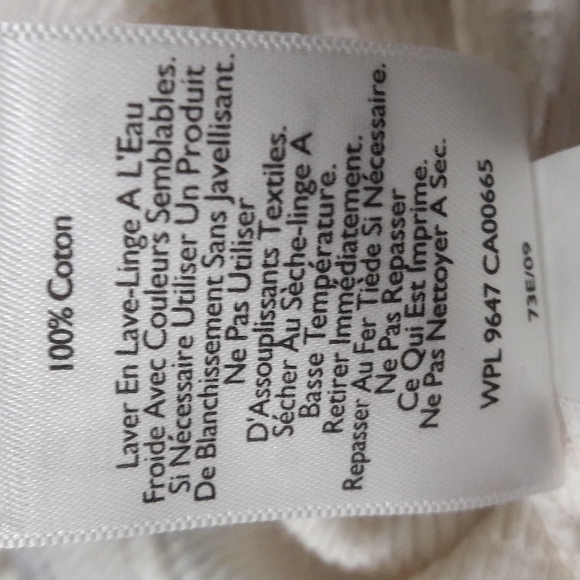 100% Coton
Laver En Lave-Linge A L'Eau
Froide Avec Couleurs Semblables.
Si Nécessaire Utiliser Un Produit
De Blanchissement Sans Javellisant.
Ne Pas Utiliser
D'Assouplissants Textiles.
Sécher Au Sèche-linge A
Basse Température.
Retirer Immédiatement.
Repasser Au Fer Tiède Si Nécessaire.
Ne Pas Repasser
Ce Qui Est Imprime.
Ne Pas Nettoyer A Sec.
WPL 9647 CA00665
73E/09